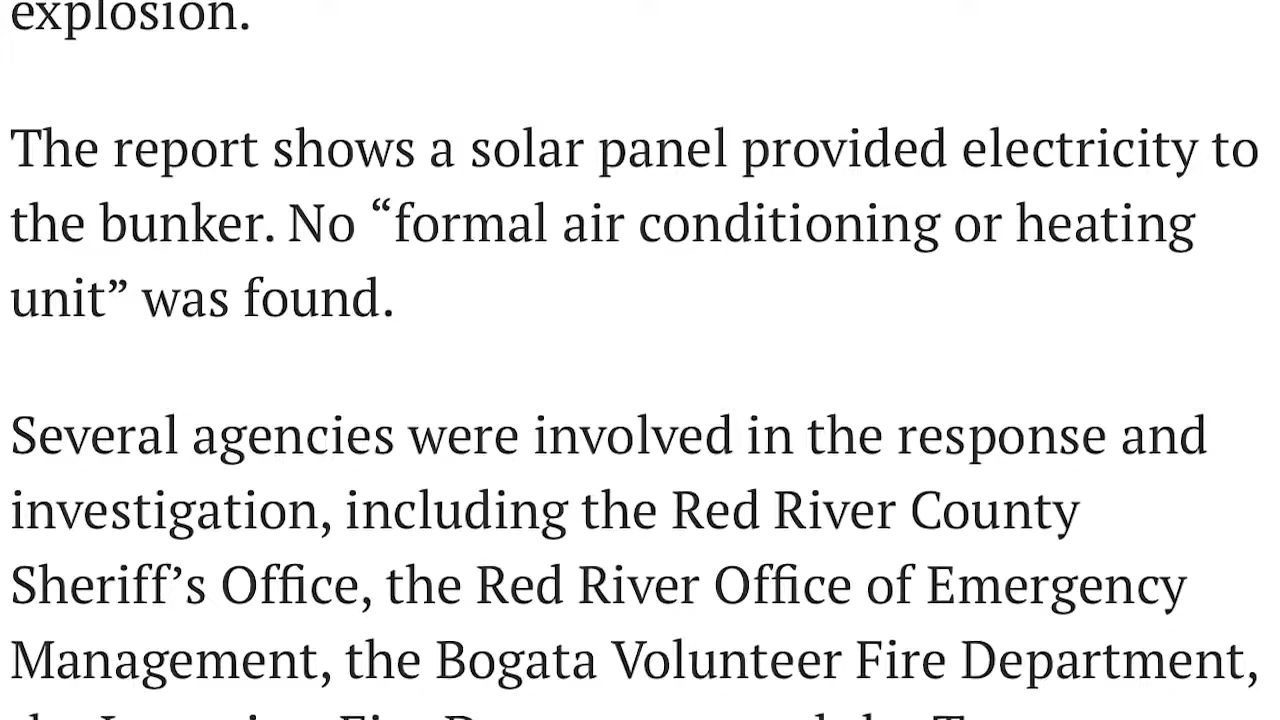 explosion.
The report shows a solar panel provided electricity to
the bunker. No “formal air conditioning or heating
unit” was found.
Several agencies were involved in the response and
investigation, including the Red River County
Sheriff’s Office, the Red River Office of Emergency
Management, the Bogata Volunteer Fire Department,